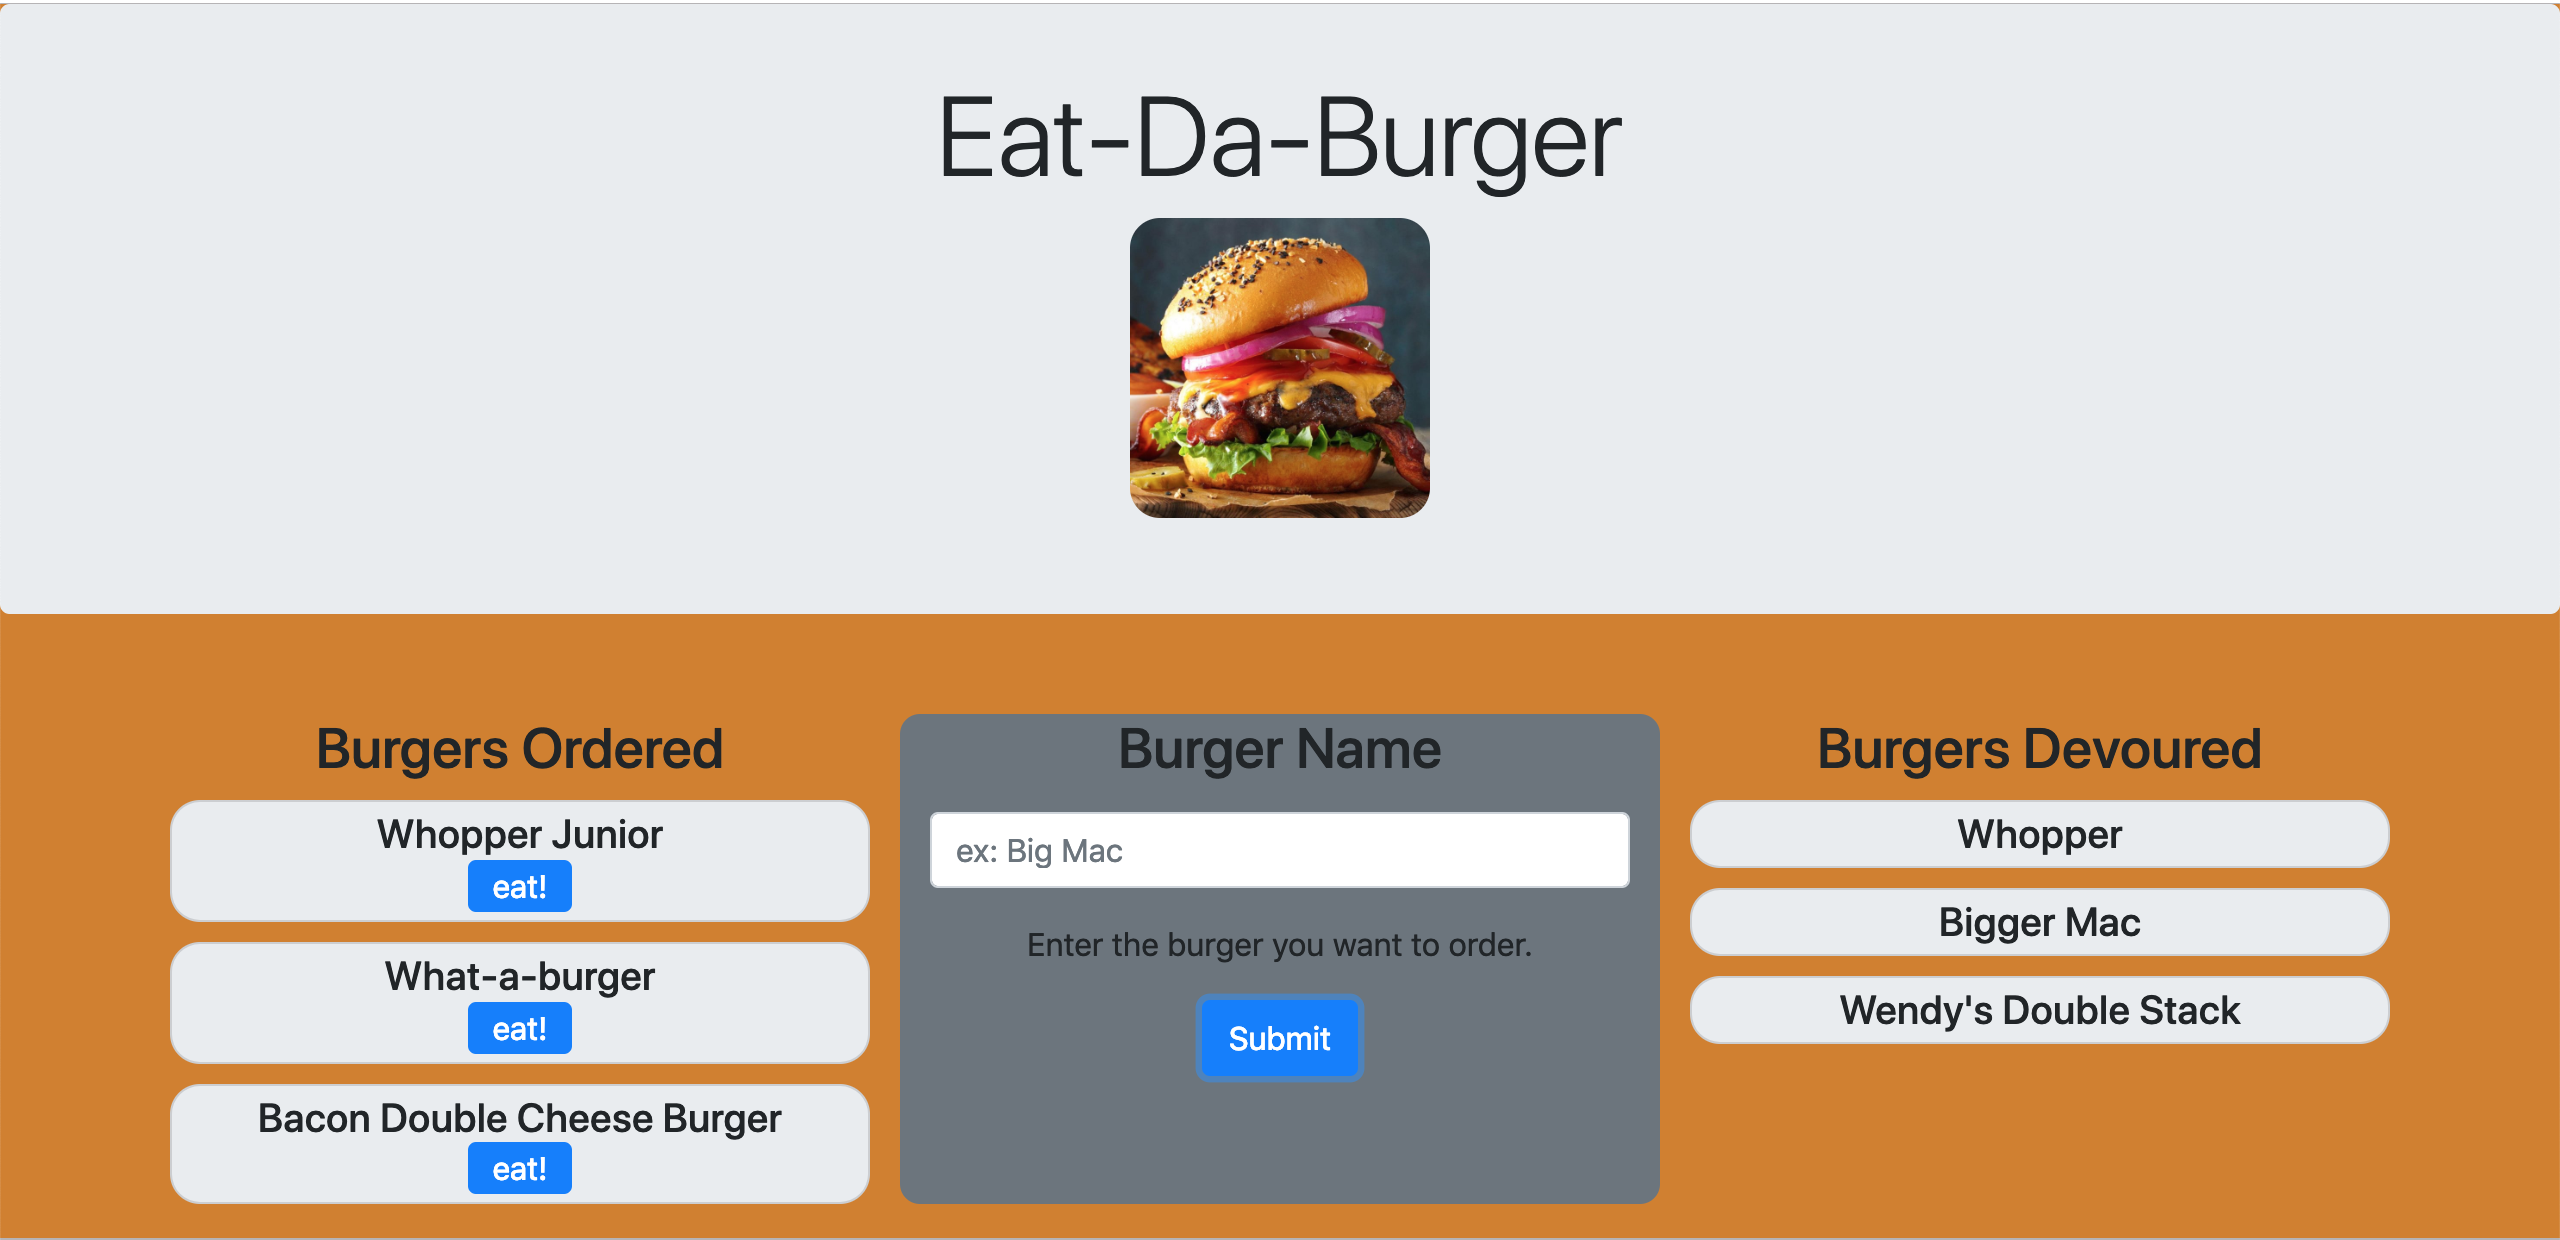 Eat-Da-Burger
Burgers Ordered
Whopper Junior
eat!
What-a-burger
eat!
Bacon Double Cheese Burger
eat!
Burger Name
ex: Big Mac
Enter the burger you want to order.
Submit
Burgers Devoured
Whopper
Bigger Mac
Wendy's Double Stack